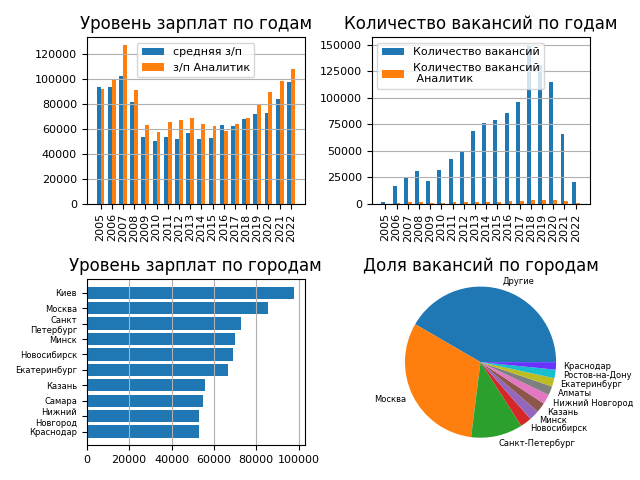 Уровень зарплат по годам
средняя з/п
з/п Аналитик
120000
100000
80000
60000
40000
20000
0
2005
2006
2007
2008
2009
2010
2011
2012
2013
2014
2015
2016
2017
2018
2019
2020
2021
2022
Количество вакансий по годам
Количество вакансий
Количество вакансий
Аналитик
150000
125000
100000
75000
50000
25000
0
2005
2006
2007
2008
2009
2010
2011
2012
2013
2014
2015
2016
2017
2018
2019
2020
2021
2022
Уровень зарплат по городам
Киев
Москва
Санкт
Петербург
Минск
Новосибирск
Екатеринбург
Казань
Самара
Нижний
Новгород
Краснодар
0
20000
40000
60000
80000
100000
Доля вакансий по городам
Другие
Москва
Санкт-Петербург
Новосибирск
Минск
Казань
Нижний Новгород
Алматы
Екатеринбург
Ростов-на-Дону
Краснодар